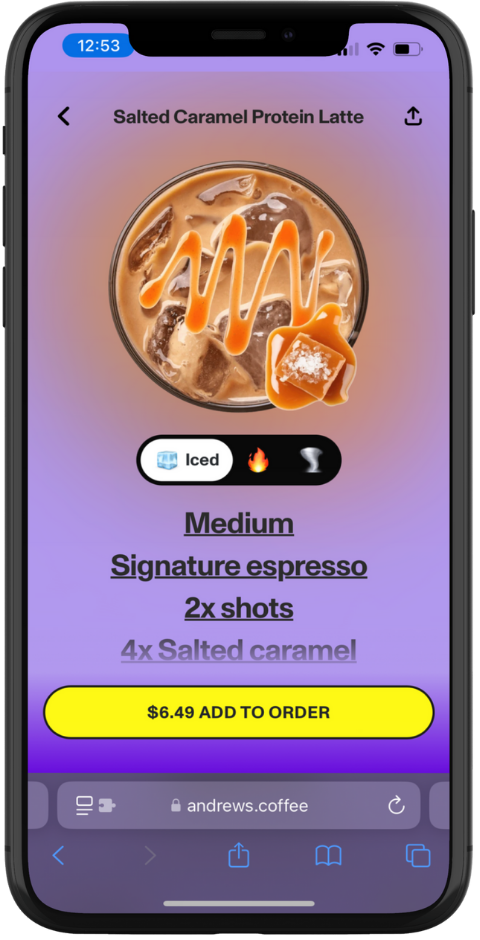 12:53
Salted Caramel Protein Latte
Iced
Medium
Signature espresso
2x shots
4x Salted caramel
$6.49 ADD TO ORDER
andrews.coffee